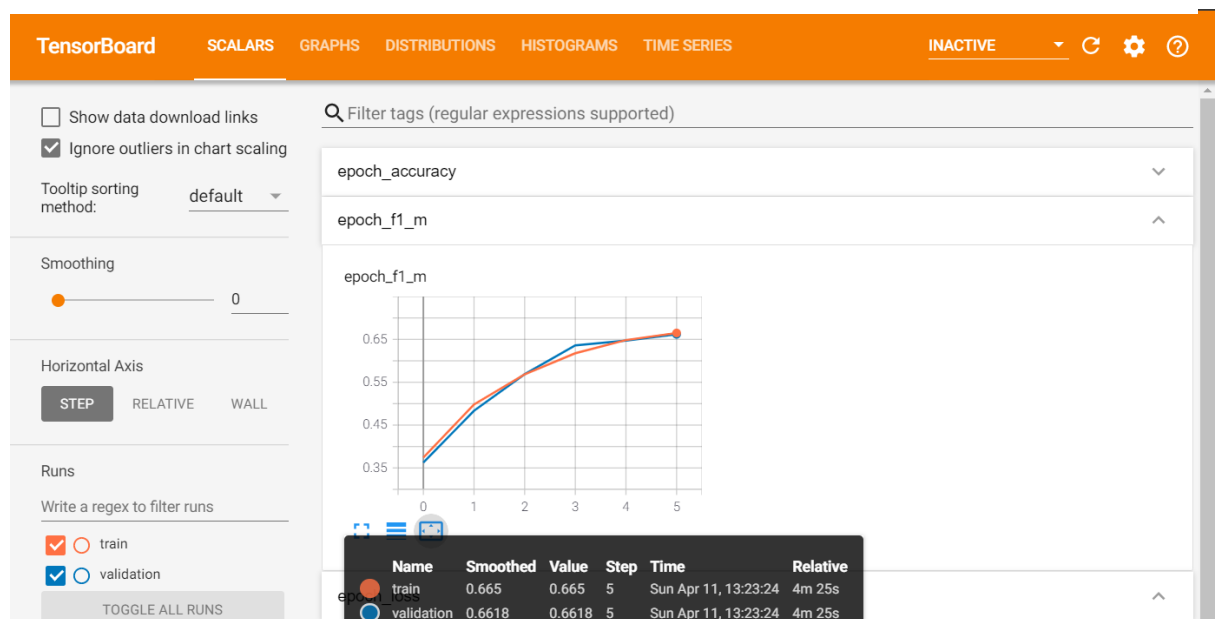 TensorBoard SCALARS GRAPHS DISTRIBUTIONS HISTOGRAMS TIME SERIES INACTIVE
Show data download links
Ignore outliers in chart scaling
Tooltip sorting
method: default
Smoothing
0
Horizontal Axis
STEP RELATIVE WALL
Runs
Write a regex to filter runs
train
validation
TOGGLE ALL RUNS
Filter tags (regular expressions supported)
epoch_accuracy
epoch_f1_m
epoch_f1_m
0.65
0.55
0.45
0.35
0 1 2 3 4 5
Name Smoothed Value Step Time Relative
train 0.665 0.665 5 Sun Apr 11, 13:23:24 4m 25s
epoch_loss
validation 0.6618 0.6618 5 Sun Apr 11, 13:23:24 4m 25s